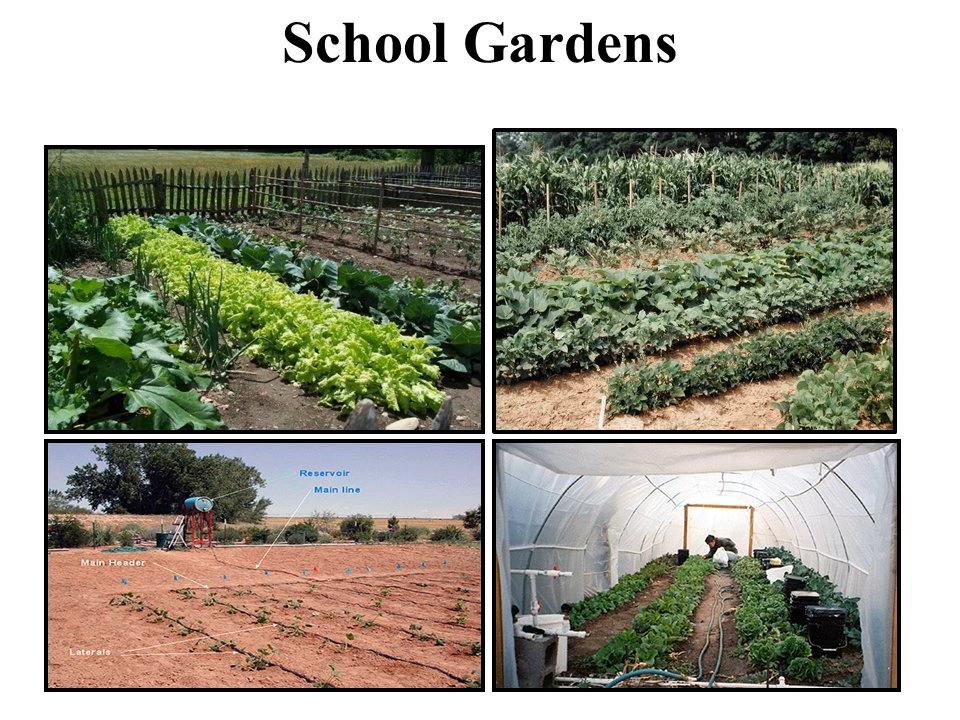 School Gardens
Reservoir
Main line
Main Header
Laterals